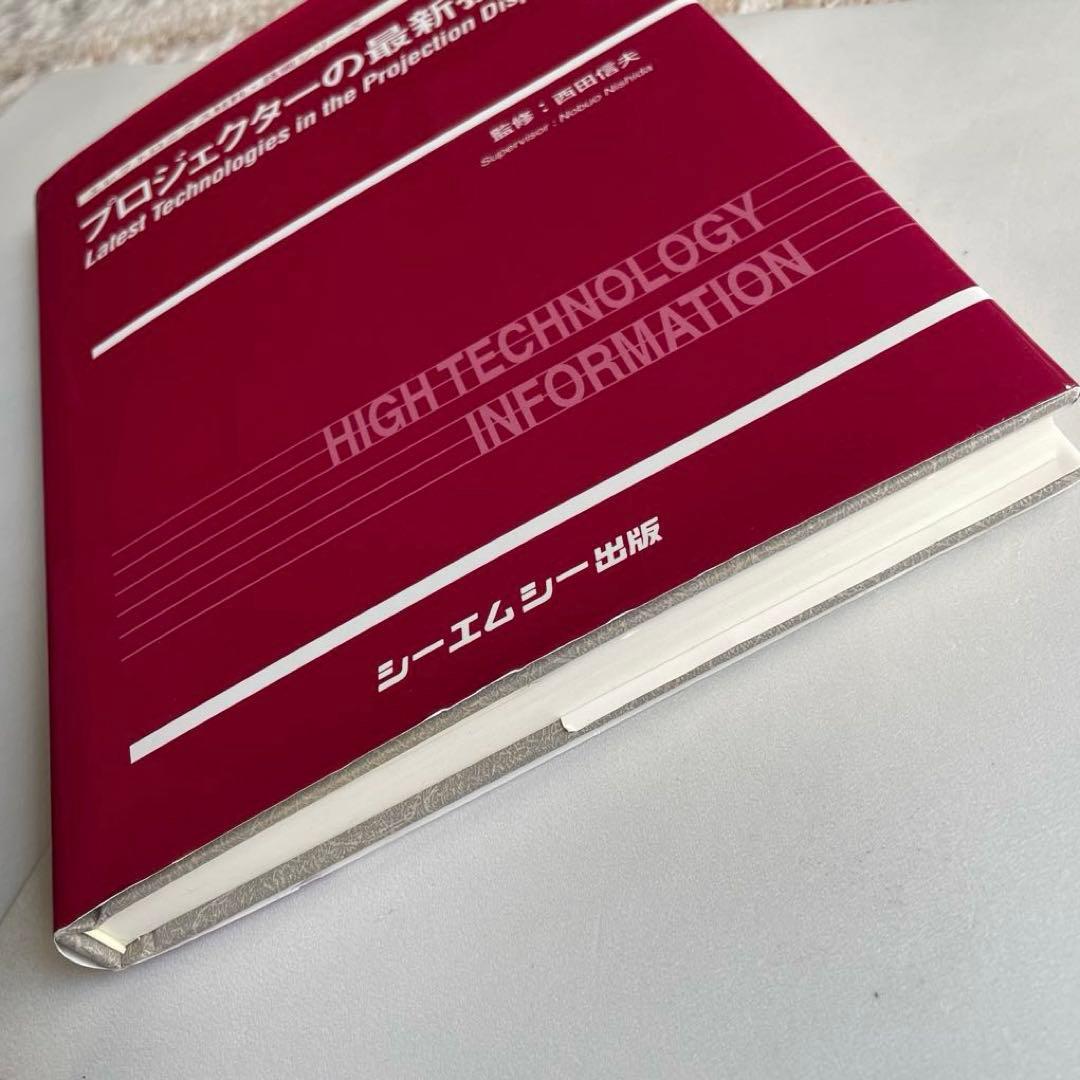 プロジェクターの最新
Latest Technologies in the Projection Disp
監修：西田信夫
Supervisor : Nobuo Nishida
HIGH TECHNOLOGY
INFORMATION
シーエムシー出版